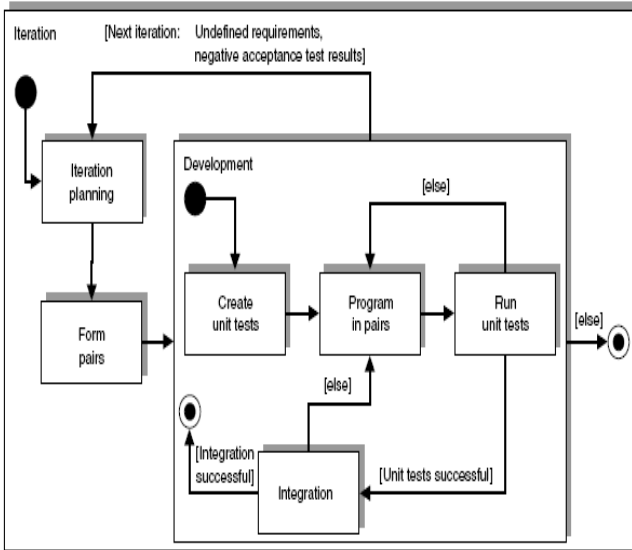 Iteration
[Next iteration: Undefined requirements,
negative acceptance test results]
Iteration
planning
Development
[else]
Create
unit tests
Program
in pairs
Run
unit tests
Form
pairs
[else]
[else]
[Integration
successful]
Integration
[Unit tests successful]